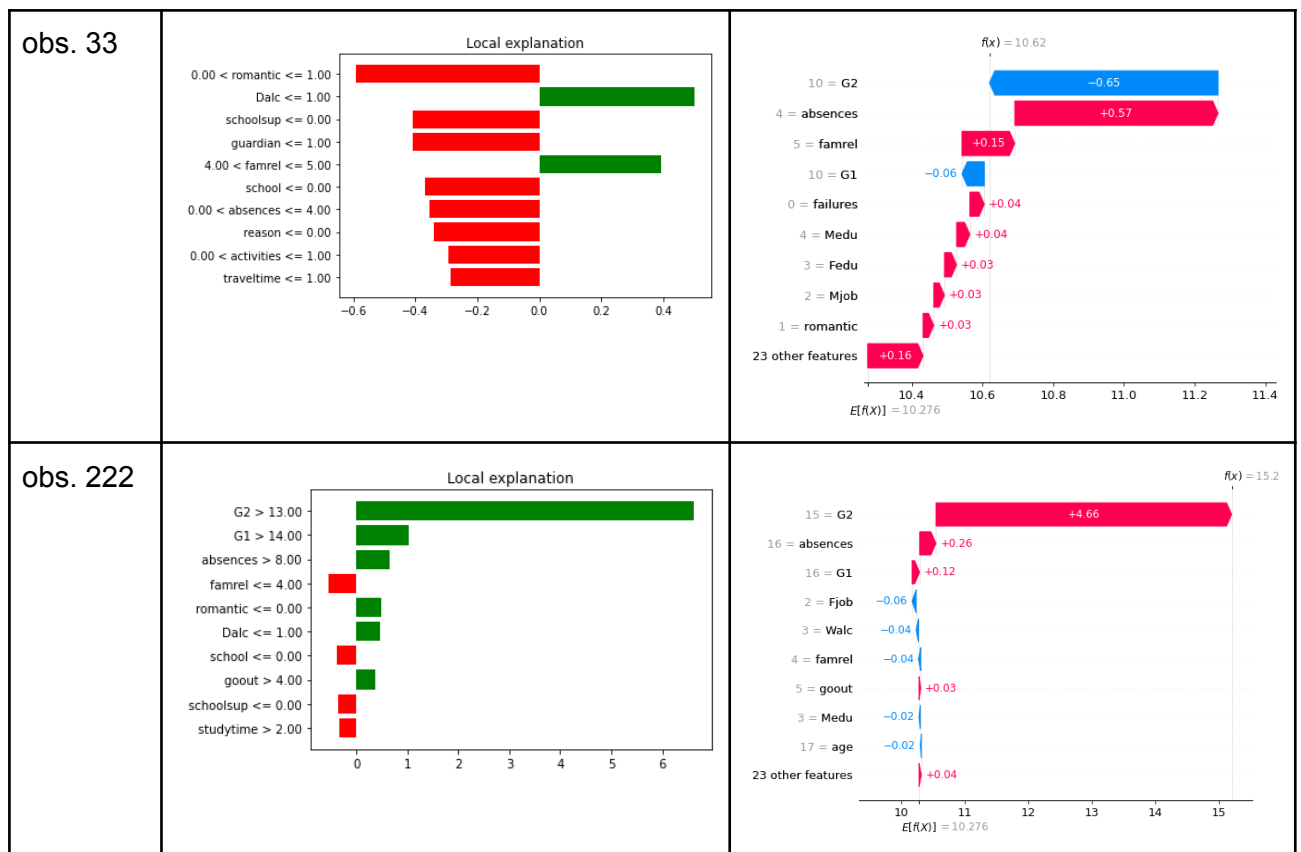 obs. 33
Local explanation
0.00 < romantic <= 1.00
Dalc <= 1.00
schoolsup <= 0.00
guardian <= 1.00
4.00 < famrel <= 5.00
school <= 0.00
0.00 < absences <= 4.00
reason <= 0.00
0.00 < activities <= 1.00
traveltime <= 1.00
−0.6 −0.4 −0.2 0.0 0.2 0.4
f(x) = 10.62
10 = G2 −0.65
4 = absences +0.57
5 = famrel +0.15
10 = G1 −0.06
0 = failures +0.04
4 = Medu +0.04
3 = Fedu +0.03
2 = Mjob +0.03
1 = romantic +0.03
23 other features +0.16
10.4 10.6 10.8 11.0 11.2 11.4
E[f(X)] = 10.276
obs. 222
Local explanation
G2 > 13.00
G1 > 14.00
absences > 8.00
famrel <= 4.00
romantic <= 0.00
Dalc <= 1.00
school <= 0.00
goout > 4.00
schoolsup <= 0.00
studytime > 2.00
0 1 2 3 4 5 6
f(x) = 15.2
15 = G2 +4.66
16 = absences +0.26
16 = G1 +0.12
2 = Fjob −0.06
3 = Walc −0.04
4 = famrel −0.04
5 = goout +0.03
3 = Medu −0.02
17 = age −0.02
23 other features +0.04
10 11 12 13 14 15
E[f(X)] = 10.276